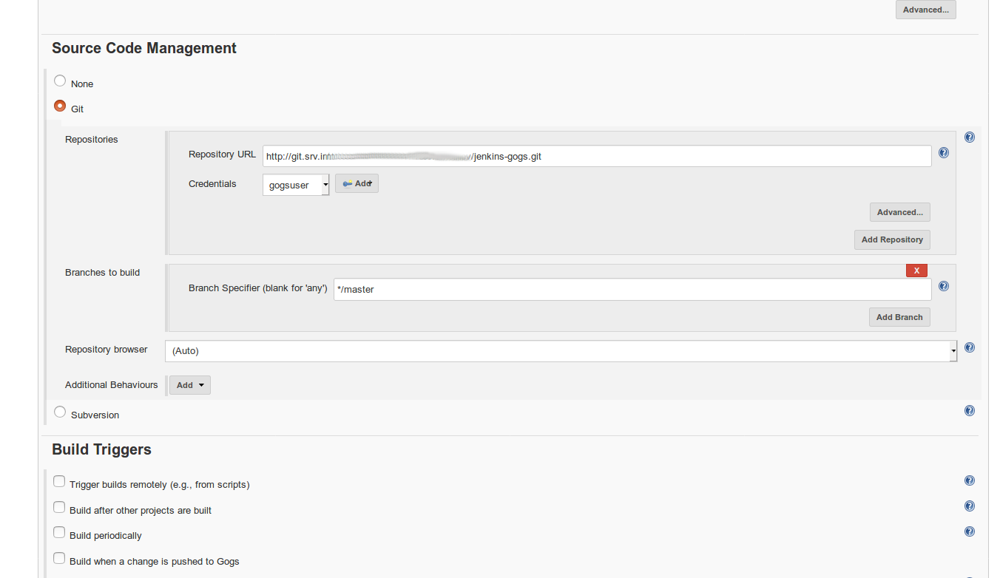 Advanced...
Source Code Management
None
Git
Repositories
Repository URL http://git.srv. /jenkins-gogs.git
Credentials gogsuser Add
Advanced...
Add Repository
Branches to build
X
Branch Specifier (blank for 'any') */master
Add Branch
Repository browser (Auto)
Additional Behaviours Add
Subversion
Build Triggers
Trigger builds remotely (e.g., from scripts)
Build after other projects are built
Build periodically
Build when a change is pushed to Gogs